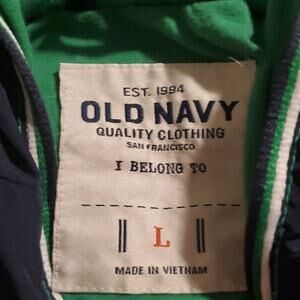 EST. 1994
OLD NAVY
QUALITY CLOTHING
SAN FRANCISCO
I BELONG TO
L
MADE IN VIETNAM